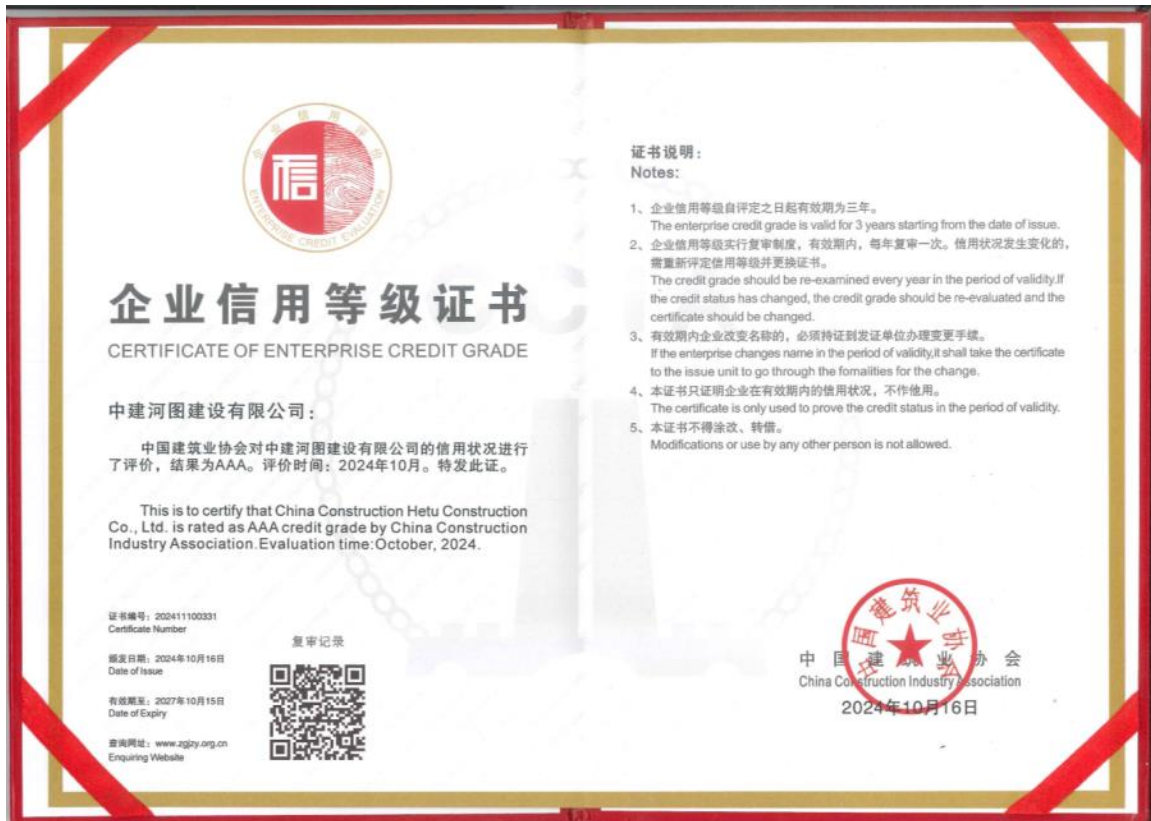 企业信用评价
信
ENTERPRISE CREDIT EVALUATION
企业信用等级证书
CERTIFICATE OF ENTERPRISE CREDIT GRADE
中建河图建设有限公司：
中国建筑业协会对中建河图建设有限公司的信用状况进行
了评价，结果为AAA。评价时间：2024年10月。特发此证。
This is to certify that China Construction Hetu Construction
Co., Ltd. is rated as AAA credit grade by China Construction
Industry Association.Evaluation time:October, 2024.
证书编号：202411100331
Certificate Number
颁发日期：2024年10月16日
Date of Issue
有效期至：2027年10月15日
Date of Expiry
查询网址：www.zgjzy.org.cn
Enquiring Website
复审记录
证书说明：
Notes:
1、企业信用等级自评定之日起有效期为三年。
The enterprise credit grade is valid for 3 years starting from the date of issue.
2、企业信用等级实行复审制度，有效期内，每年复审一次。信用状况发生变化的，
需重新评定信用等级并更换证书。
The credit grade should be re-examined every year in the period of validity.If
the credit status has changed, the credit grade should be re-evaluated and the
certificate should be changed.
3、有效期内企业改变名称的，必须持证到发证单位办理变更手续。
If the enterprise changes name in the period of validity,it shall take the certificate
to the issue unit to go through the fomalities for the change.
4、本证书只证明企业在有效期内的信用状况，不作他用。
The certificate is only used to prove the credit status in the period of validity.
5、本证书不得涂改、转借。
Modifications or use by any other person is not allowed.
中国建筑业协会
中国建筑业协会
China Construction Industry Association
2024年10月16日